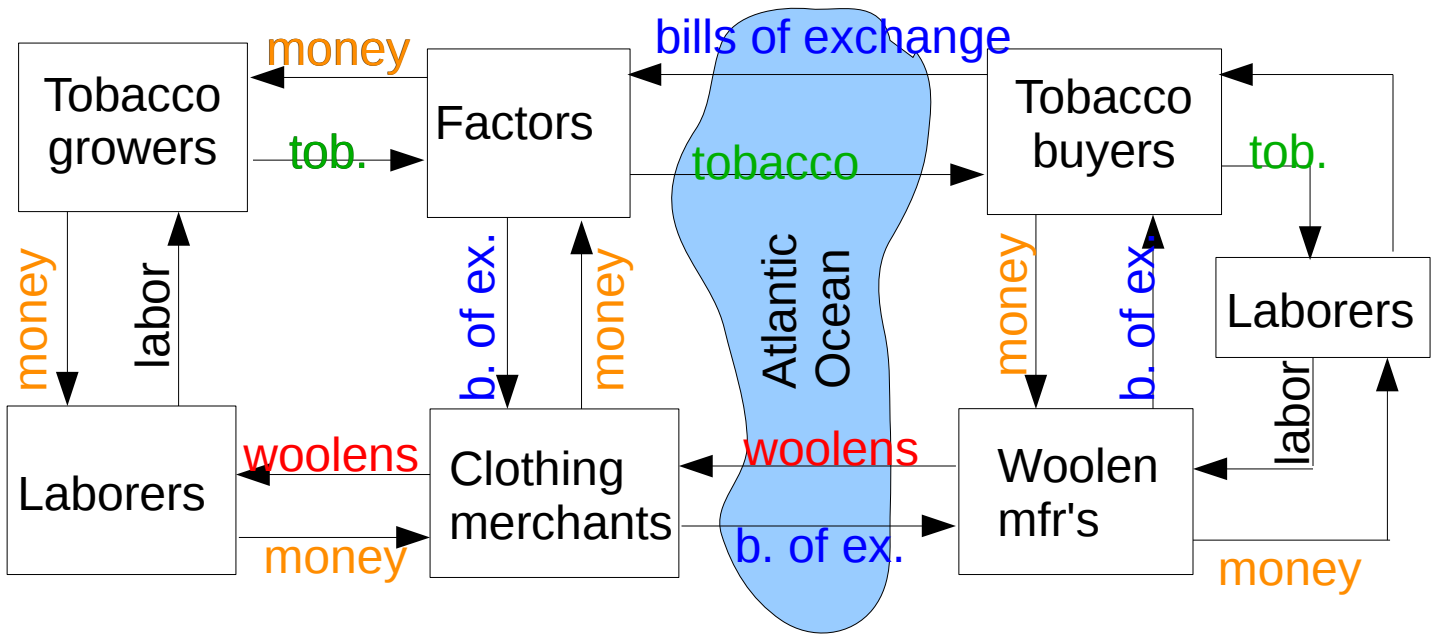 bills of exchange
money
Tobacco
growers
Factors
Tobacco
buyers
tob.
tobacco
tob.
money
labor
b. of ex.
money
Atlantic
Ocean
money
b. of ex.
Laborers
labor
woolens
woolens
Laborers
Clothing
merchants
Woolen
mfr's
money
b. of ex.
money